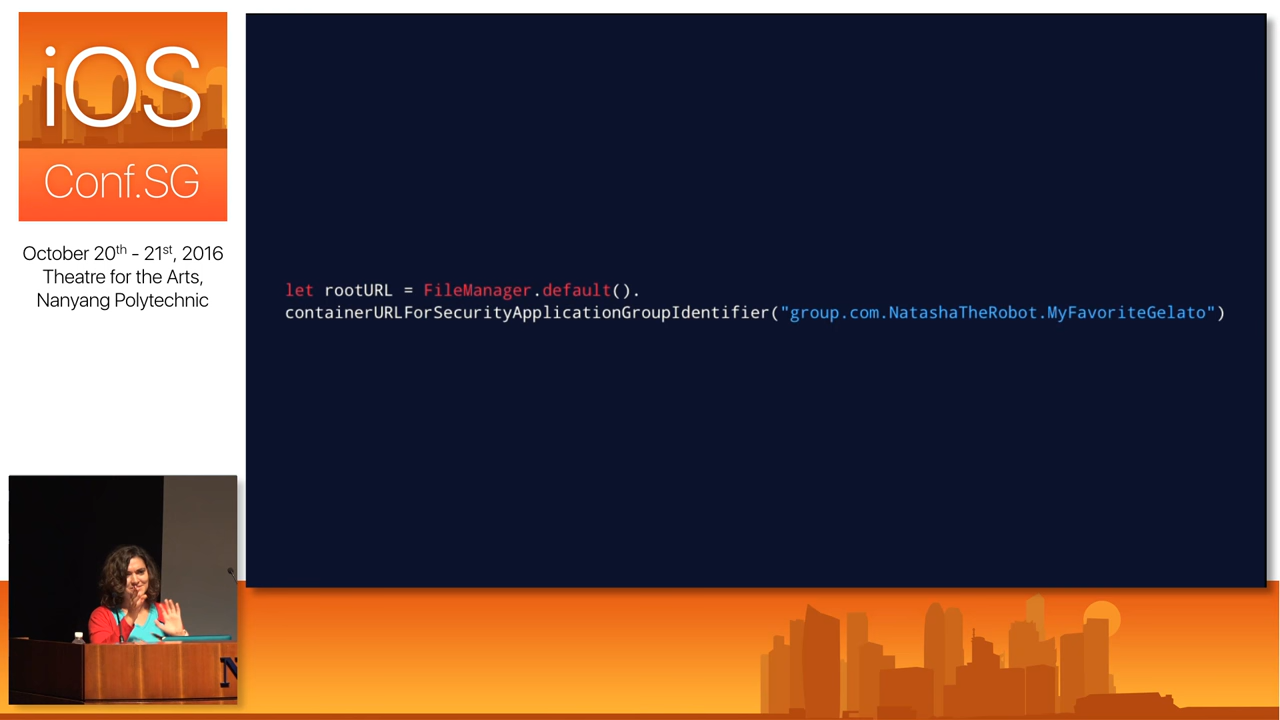 iOS
Conf.SG
October 20th - 21st, 2016
Theatre for the Arts,
Nanyang Polytechnic
let rootURL = FileManager.default().
containerURLForSecurityApplicationGroupIdentifier("group.com.NatashaTheRobot.MyFavoriteGelato")
N